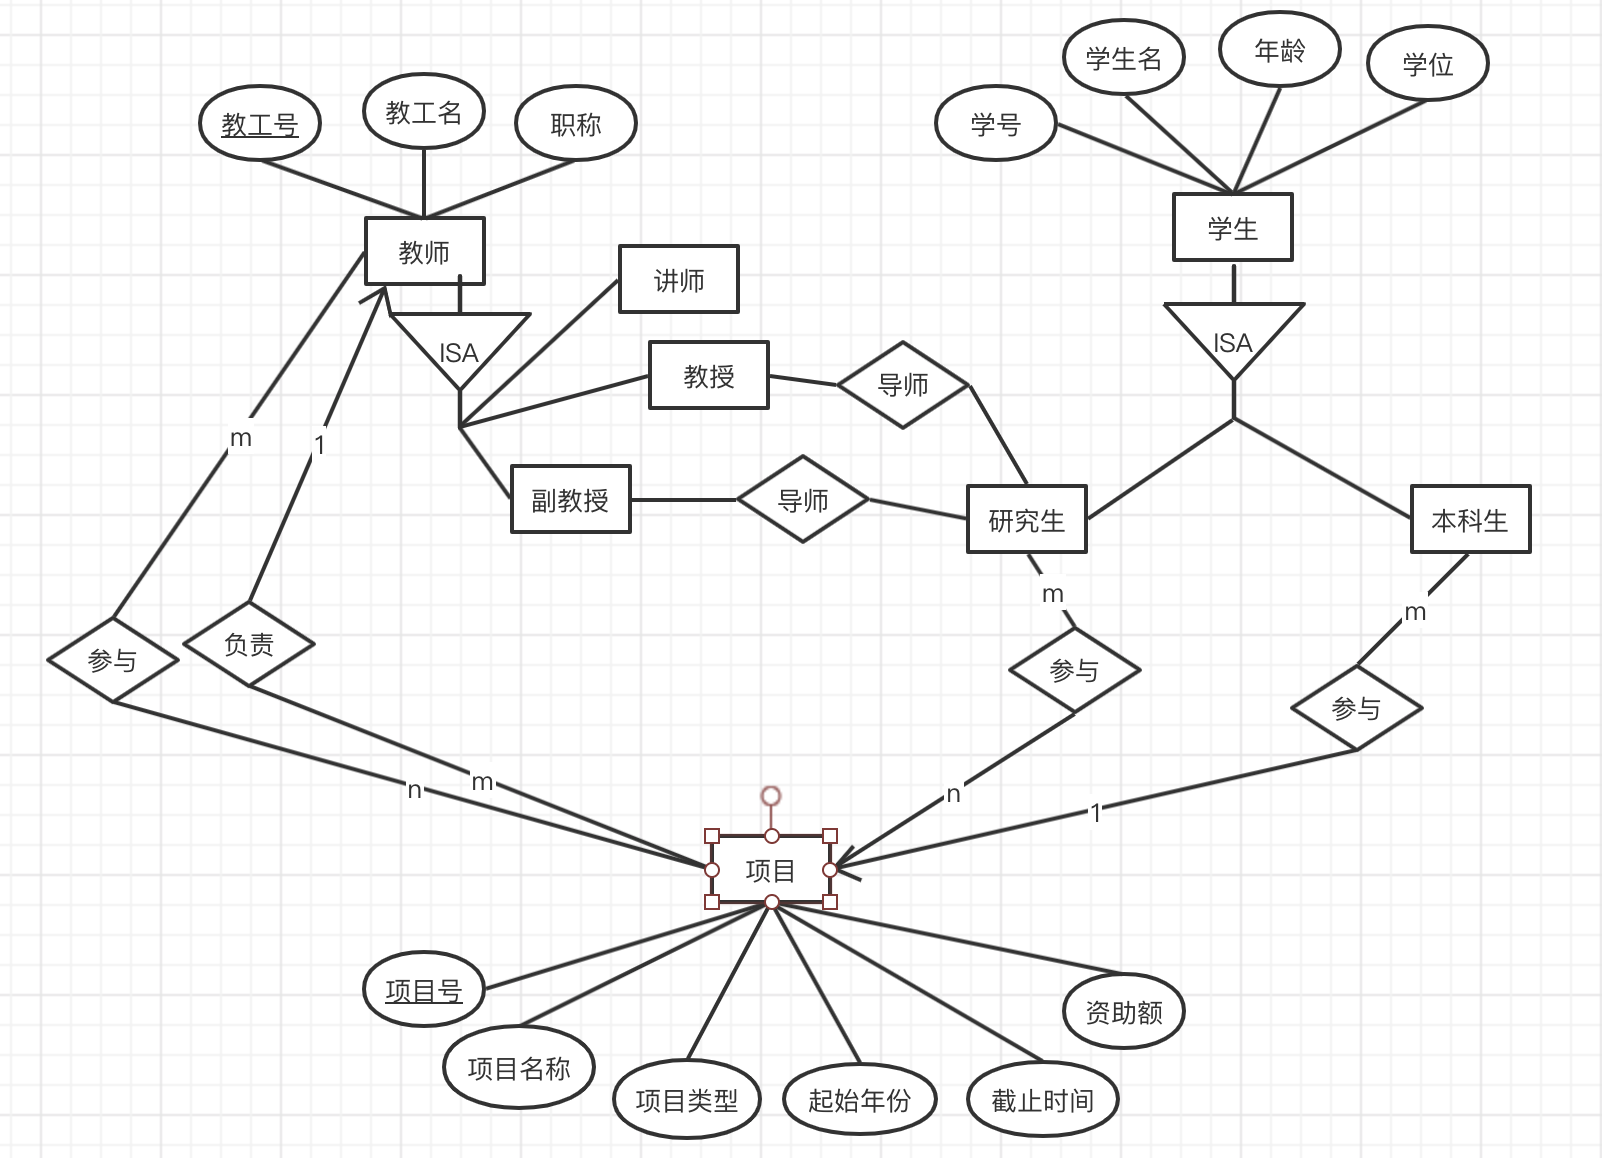 学生名
年龄
学位
教工号
教工名
职称
学号
教师
讲师
学生
ISA
ISA
教授
导师
m
1
副教授
导师
研究生
本科生
m
m
参与
负责
参与
参与
n
m
n
1
项目
项目号
资助额
项目名称
项目类型
起始年份
截止时间